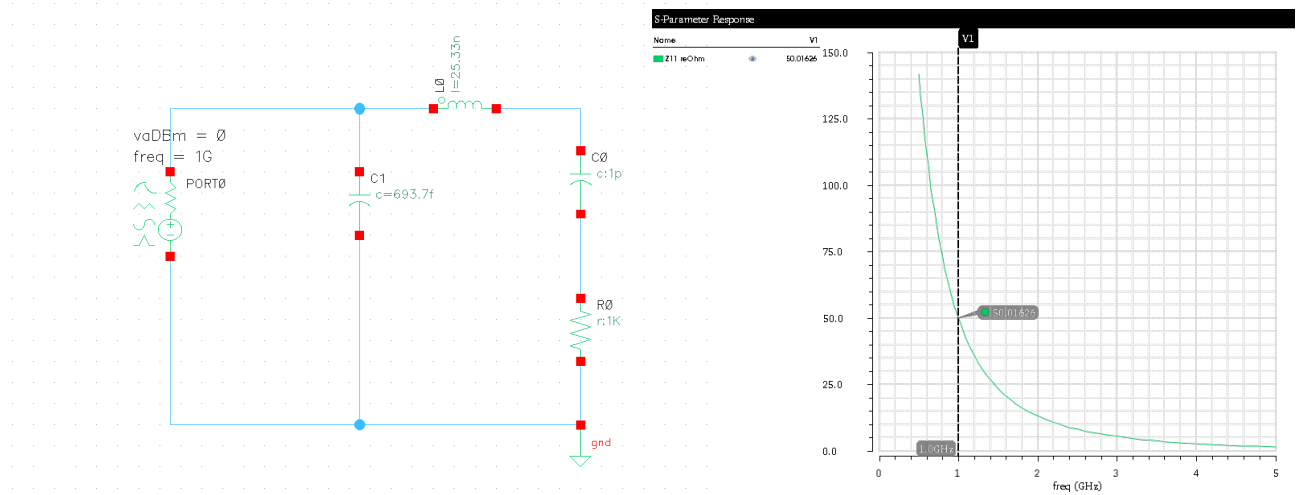 vaDBm = 0
freq = 1G
PORT0
C1
c=693.7f
L0
l=25.33n
C0
c:1p
R0
r:1K
gnd
S-Parameter Response
Name V1
Z11 reOhm 50.01626
V1
150.0
125.0
100.0
75.0
50.0
25.0
0.0
50.01626
1.0GHz
0 1 2 3 4 5
freq (GHz)